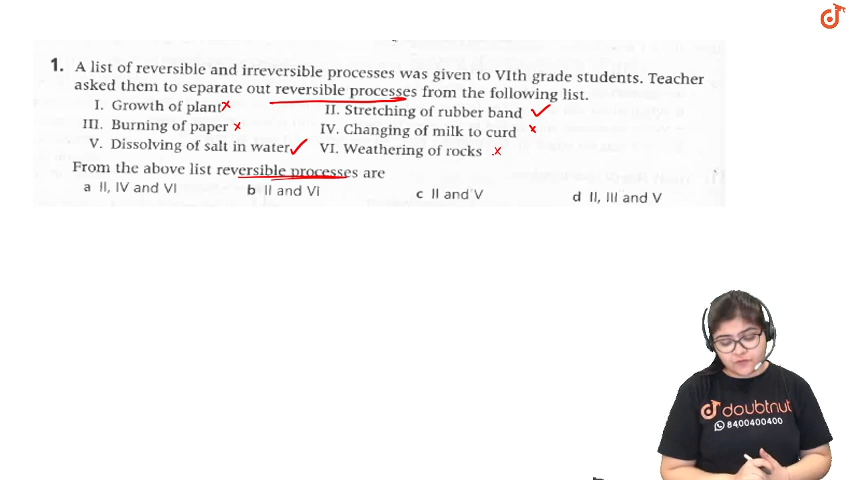 1. A list of reversible and irreversible processes was given to VIth grade students. Teacher
asked them to separate out reversible processes from the following list.
I. Growth of plant II. Stretching of rubber band
III. Burning of paper IV. Changing of milk to curd
V. Dissolving of salt in water VI. Weathering of rocks
From the above list reversible processes are
a II, IV and VI b II and Vi c II and V d II, III and V
doubtnut
8400400400